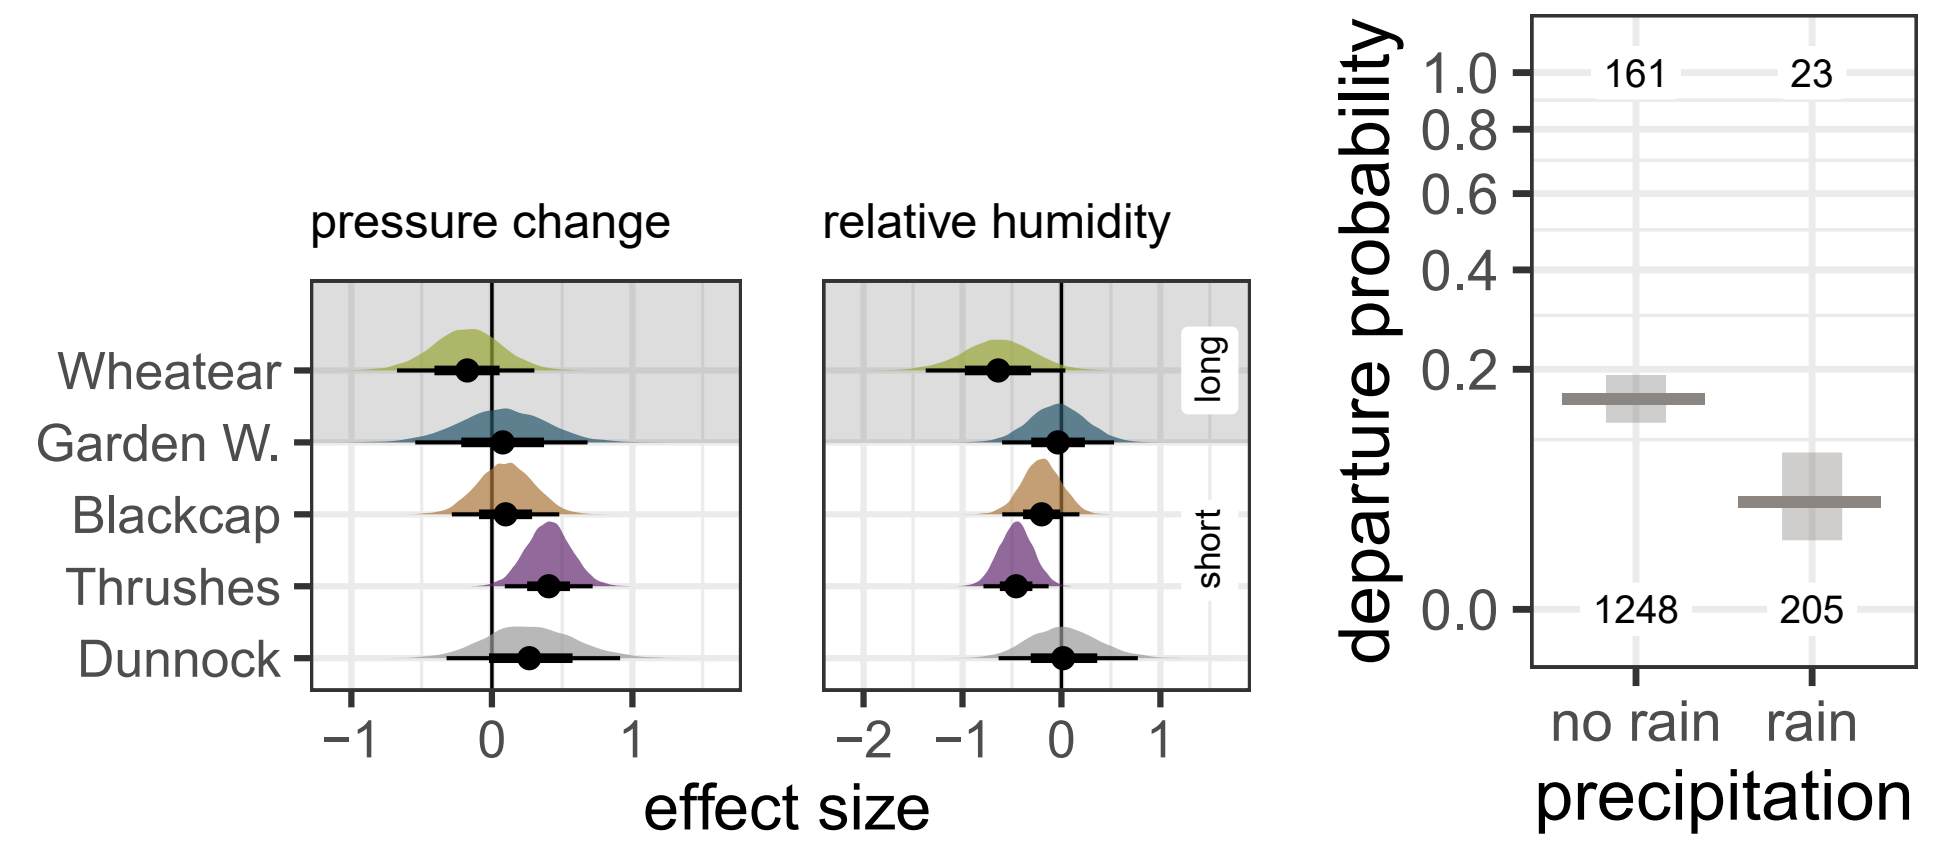 pressure change
relative humidity
Wheatear
Garden W.
Blackcap
Thrushes
Dunnock
long
short
−1 0 1
−2 −1 0 1
effect size
departure probability
1.0
0.8
0.6
0.4
0.2
0.0
161 23
1248 205
no rain rain
precipitation